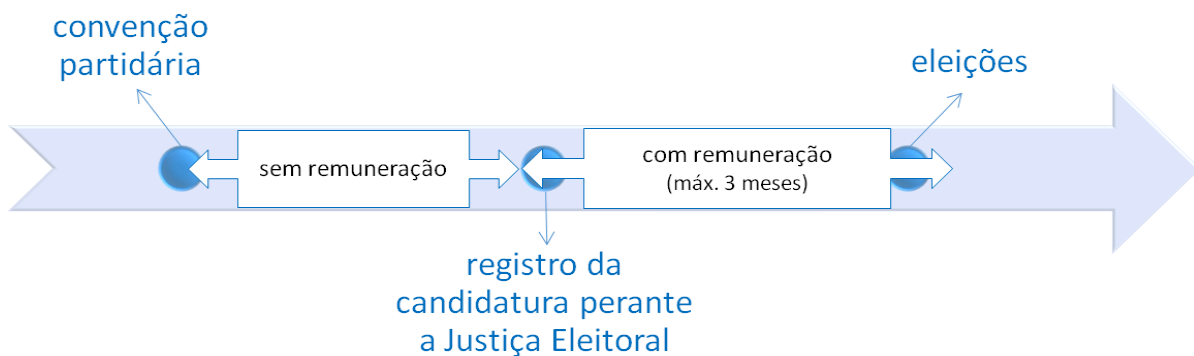 convenção
partidária
eleições
sem remuneração
com remuneração
(máx. 3 meses)
registro da
candidatura perante
a Justiça Eleitoral